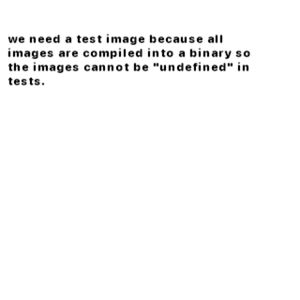 we need a test image because all
images are compiled into a binary so
the images cannot be "undefined" in
tests.